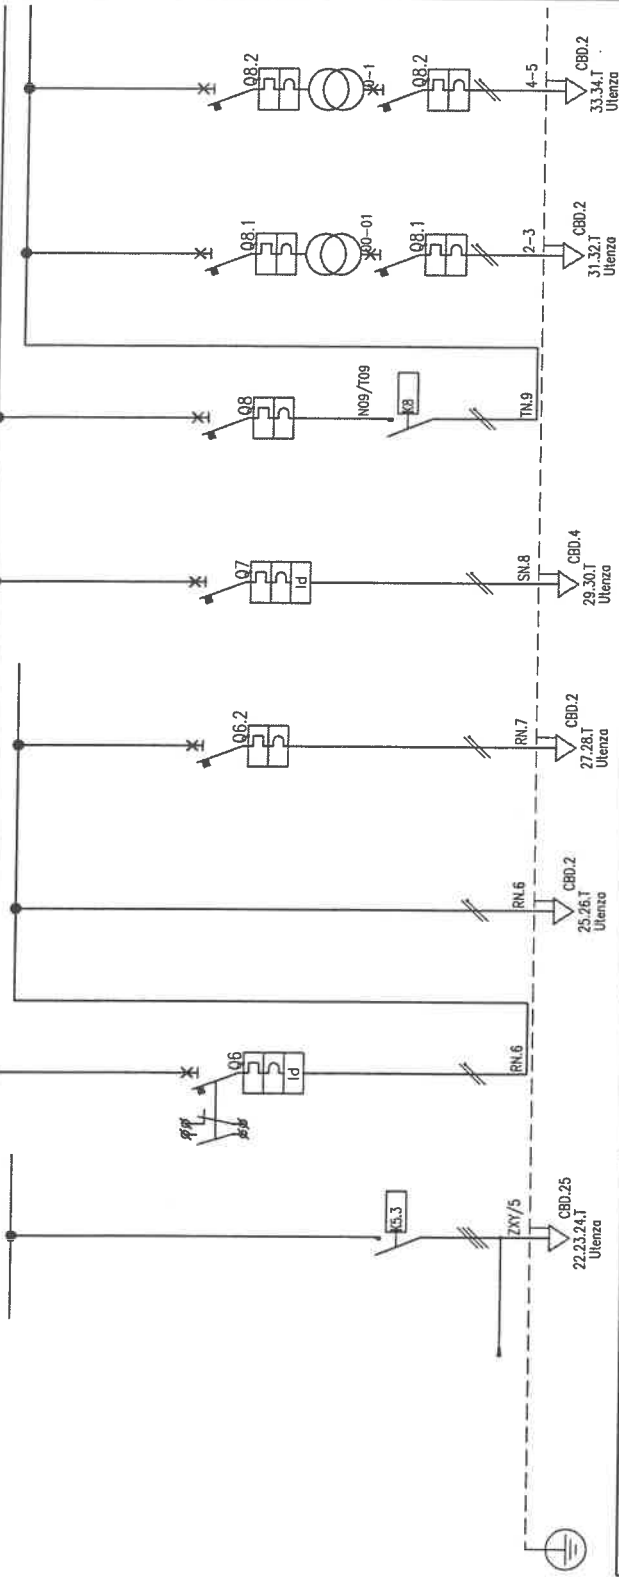 K5.3
ZXY/5
CBD.25
22.23.24.T
Utenza
Q6
Id
RN.6
RN.6
CBD.2
25.26.T
Utenza
Q6.2
RN.7
CBD.2
27.28.T
Utenza
Q7
Id
SN.8
CBD.4
29.30.T
Utenza
Q8
N09/T09
K8
TN.9
Q8.1
00-01
Q8.1
2-3
CBD.2
31.32.T
Utenza
Q8.2
Q8.2
4-5
CBD.2
33.34.T
Utenza